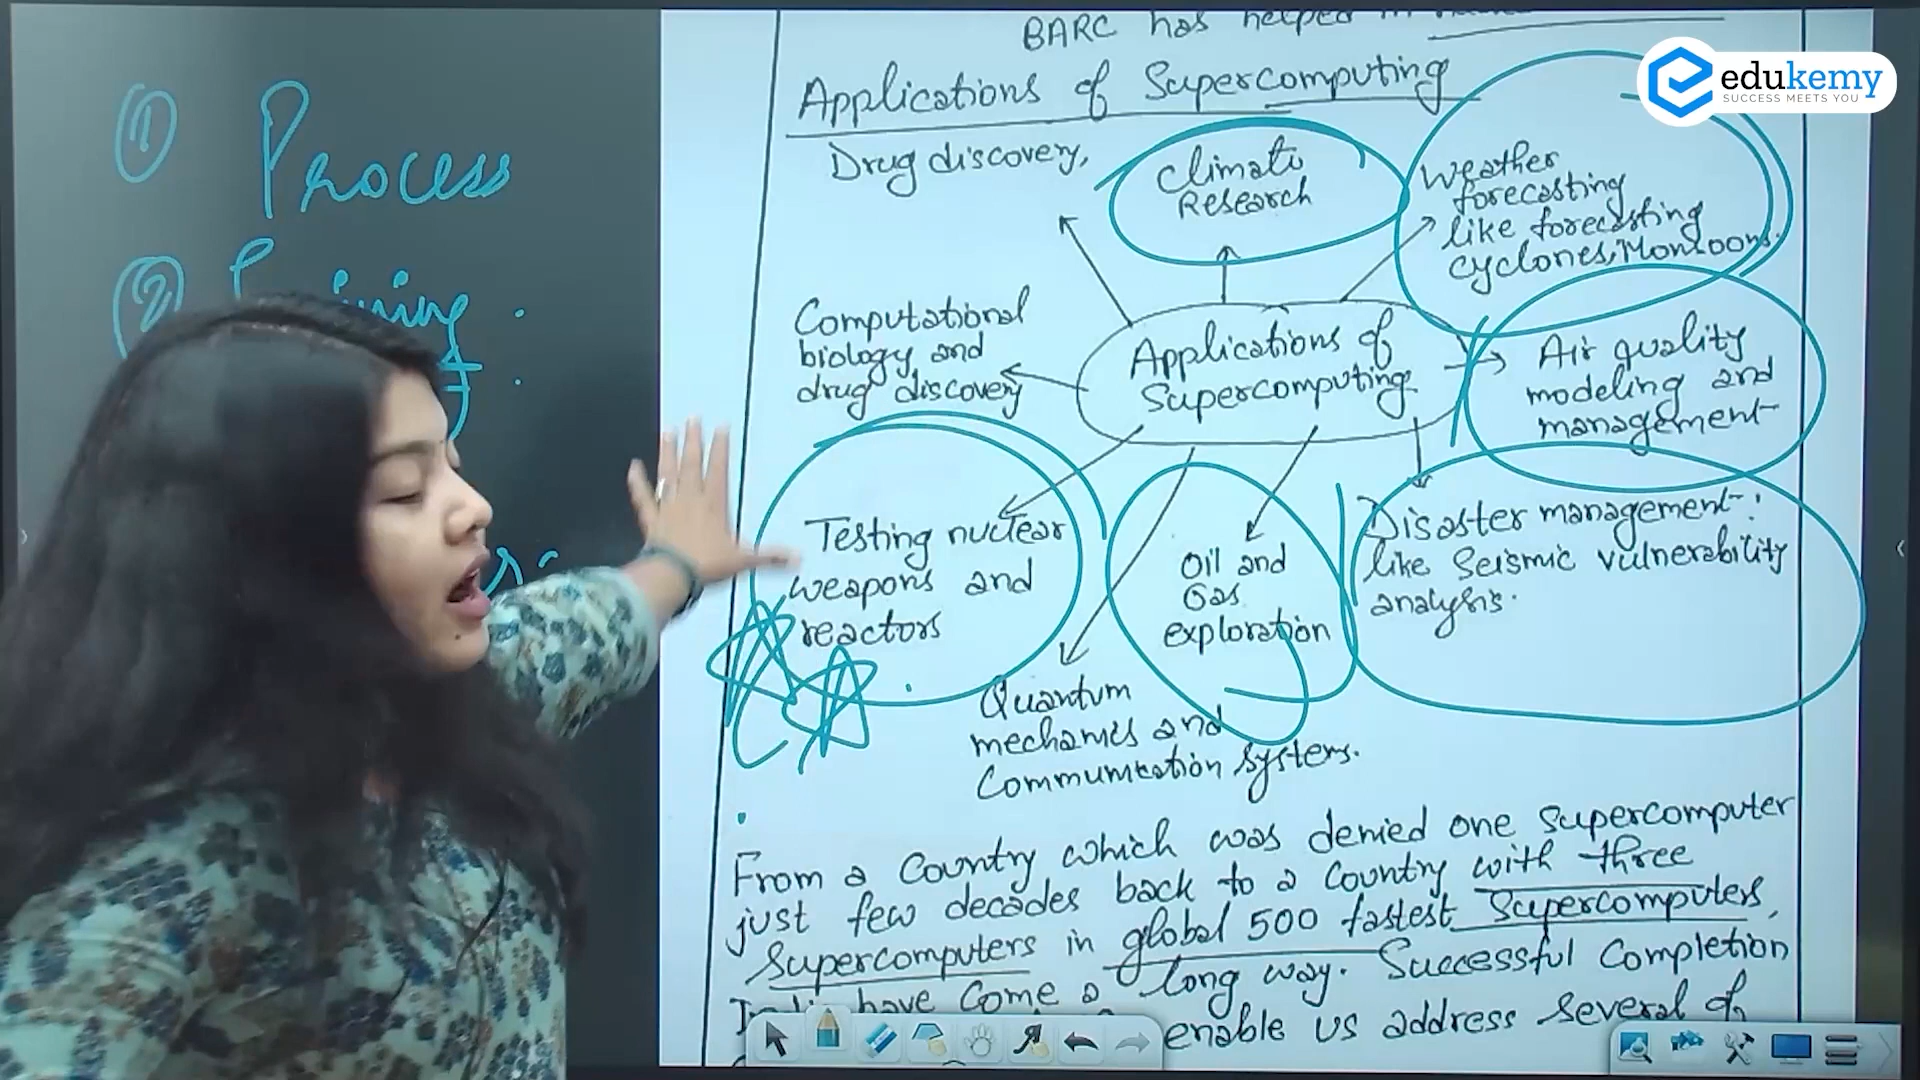 BARC has helped in
edukemy
SUCCESS MEETS YOU
Applications of Supercomputing
① Process
②
Drug discovery,
Climate
Research
Weather
forecasting
like forecasting
cyclones, Monsoons.
Computational
biology and
drug discovery
Applications of
Supercomputing
Air quality
modeling and
management
Testing nuclear
weapons and
reactors
Oil and
Gas
exploration
Disaster management:
like Seismic vulnerability
analysis.
Quantum
mechanics and
Communication systems.
From a Country which was denied one Supercomputer
just few decades back to a Country with three
Supercomputers in global 500 fastest Supercomputers,
have come a long way. Successful Completion
enable us address several of